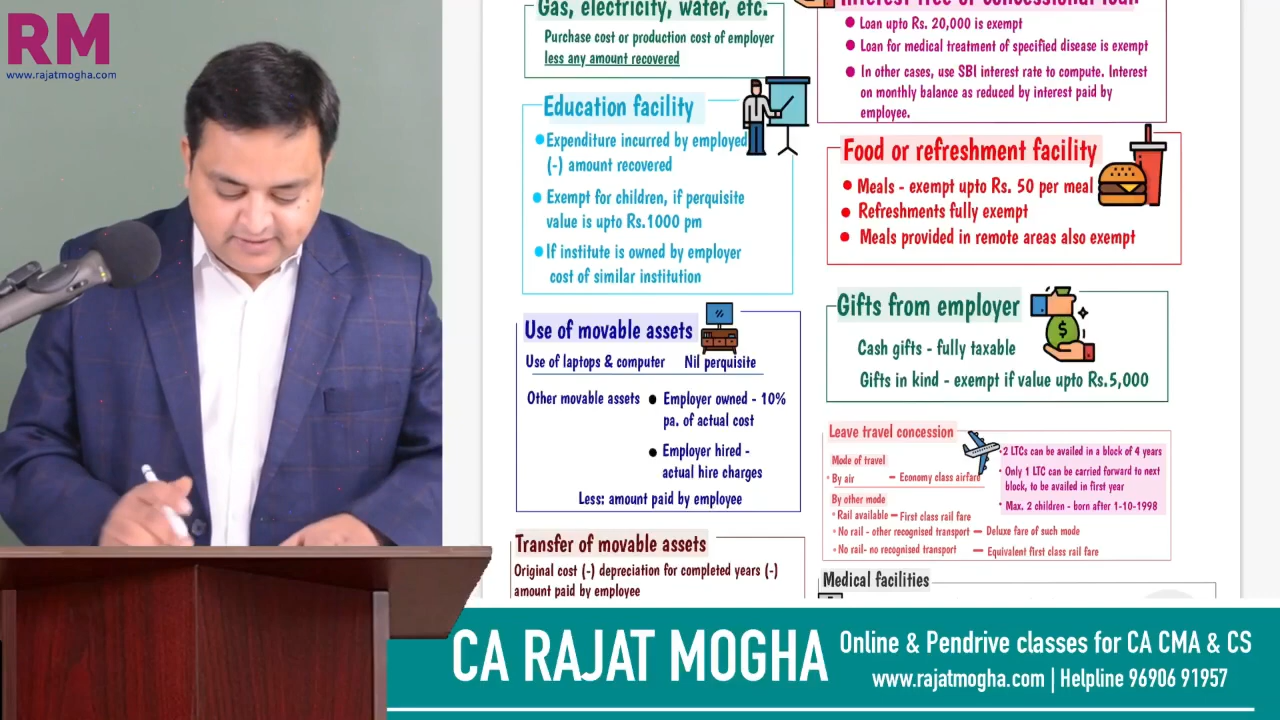 RM
www.rajatmogha.com
Gas, electricity, water, etc.
Purchase cost or production cost of employer
less any amount recovered
Education facility
Expenditure incurred by employed
(-) amount recovered
Exempt for children, if perquisite
value is upto Rs.1000 pm
If institute is owned by employer
cost of similar institution
Use of movable assets
Use of laptops & computer Nil perquisite
Other movable assets ● Employer owned - 10%
pa. of actual cost
● Employer hired -
actual hire charges
Less: amount paid by employee
Transfer of movable assets
Original cost (-) depreciation for completed years (-)
amount paid by employee
Interest free or concessional loan
Loan upto Rs. 20,000 is exempt
Loan for medical treatment of specified disease is exempt
In other cases, use SBI interest rate to compute. Interest
on monthly balance as reduced by interest paid by
employee.
Food or refreshment facility
Meals - exempt upto Rs. 50 per meal
Refreshments fully exempt
Meals provided in remote areas also exempt
Gifts from employer
Cash gifts - fully taxable
Gifts in kind - exempt if value upto Rs.5,000
Leave travel concession
Mode of travel
By air – Economy class airfare
By other mode
Rail available – First class rail fare
No rail - other recognised transport – Deluxe fare of such mode
No rail- no recognised transport – Equivalent first class rail fare
2 LTCs can be availed in a block of 4 years
Only 1 LTC can be carried forward to next
block, to be availed in first year
Max. 2 children - born after 1-10-1998
Medical facilities
CA RAJAT MOGHA
Online & Pendrive classes for CA CMA & CS
www.rajatmogha.com | Helpline 96906 91957